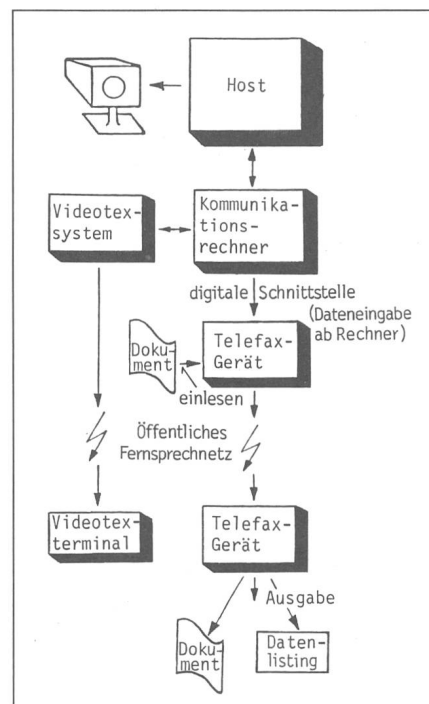 Host
Videotex-
system
Kommunika-
tions-
rechner
digitale Schnittstelle
(Dateneingabe
ab Rechner)
Doku-
ment
Telefax-
Gerät
einlesen
Öffentliches
Fernsprechnetz
Videotex-
terminal
Telefax-
Gerät
Ausgabe
Doku-
ment
Daten-
listing